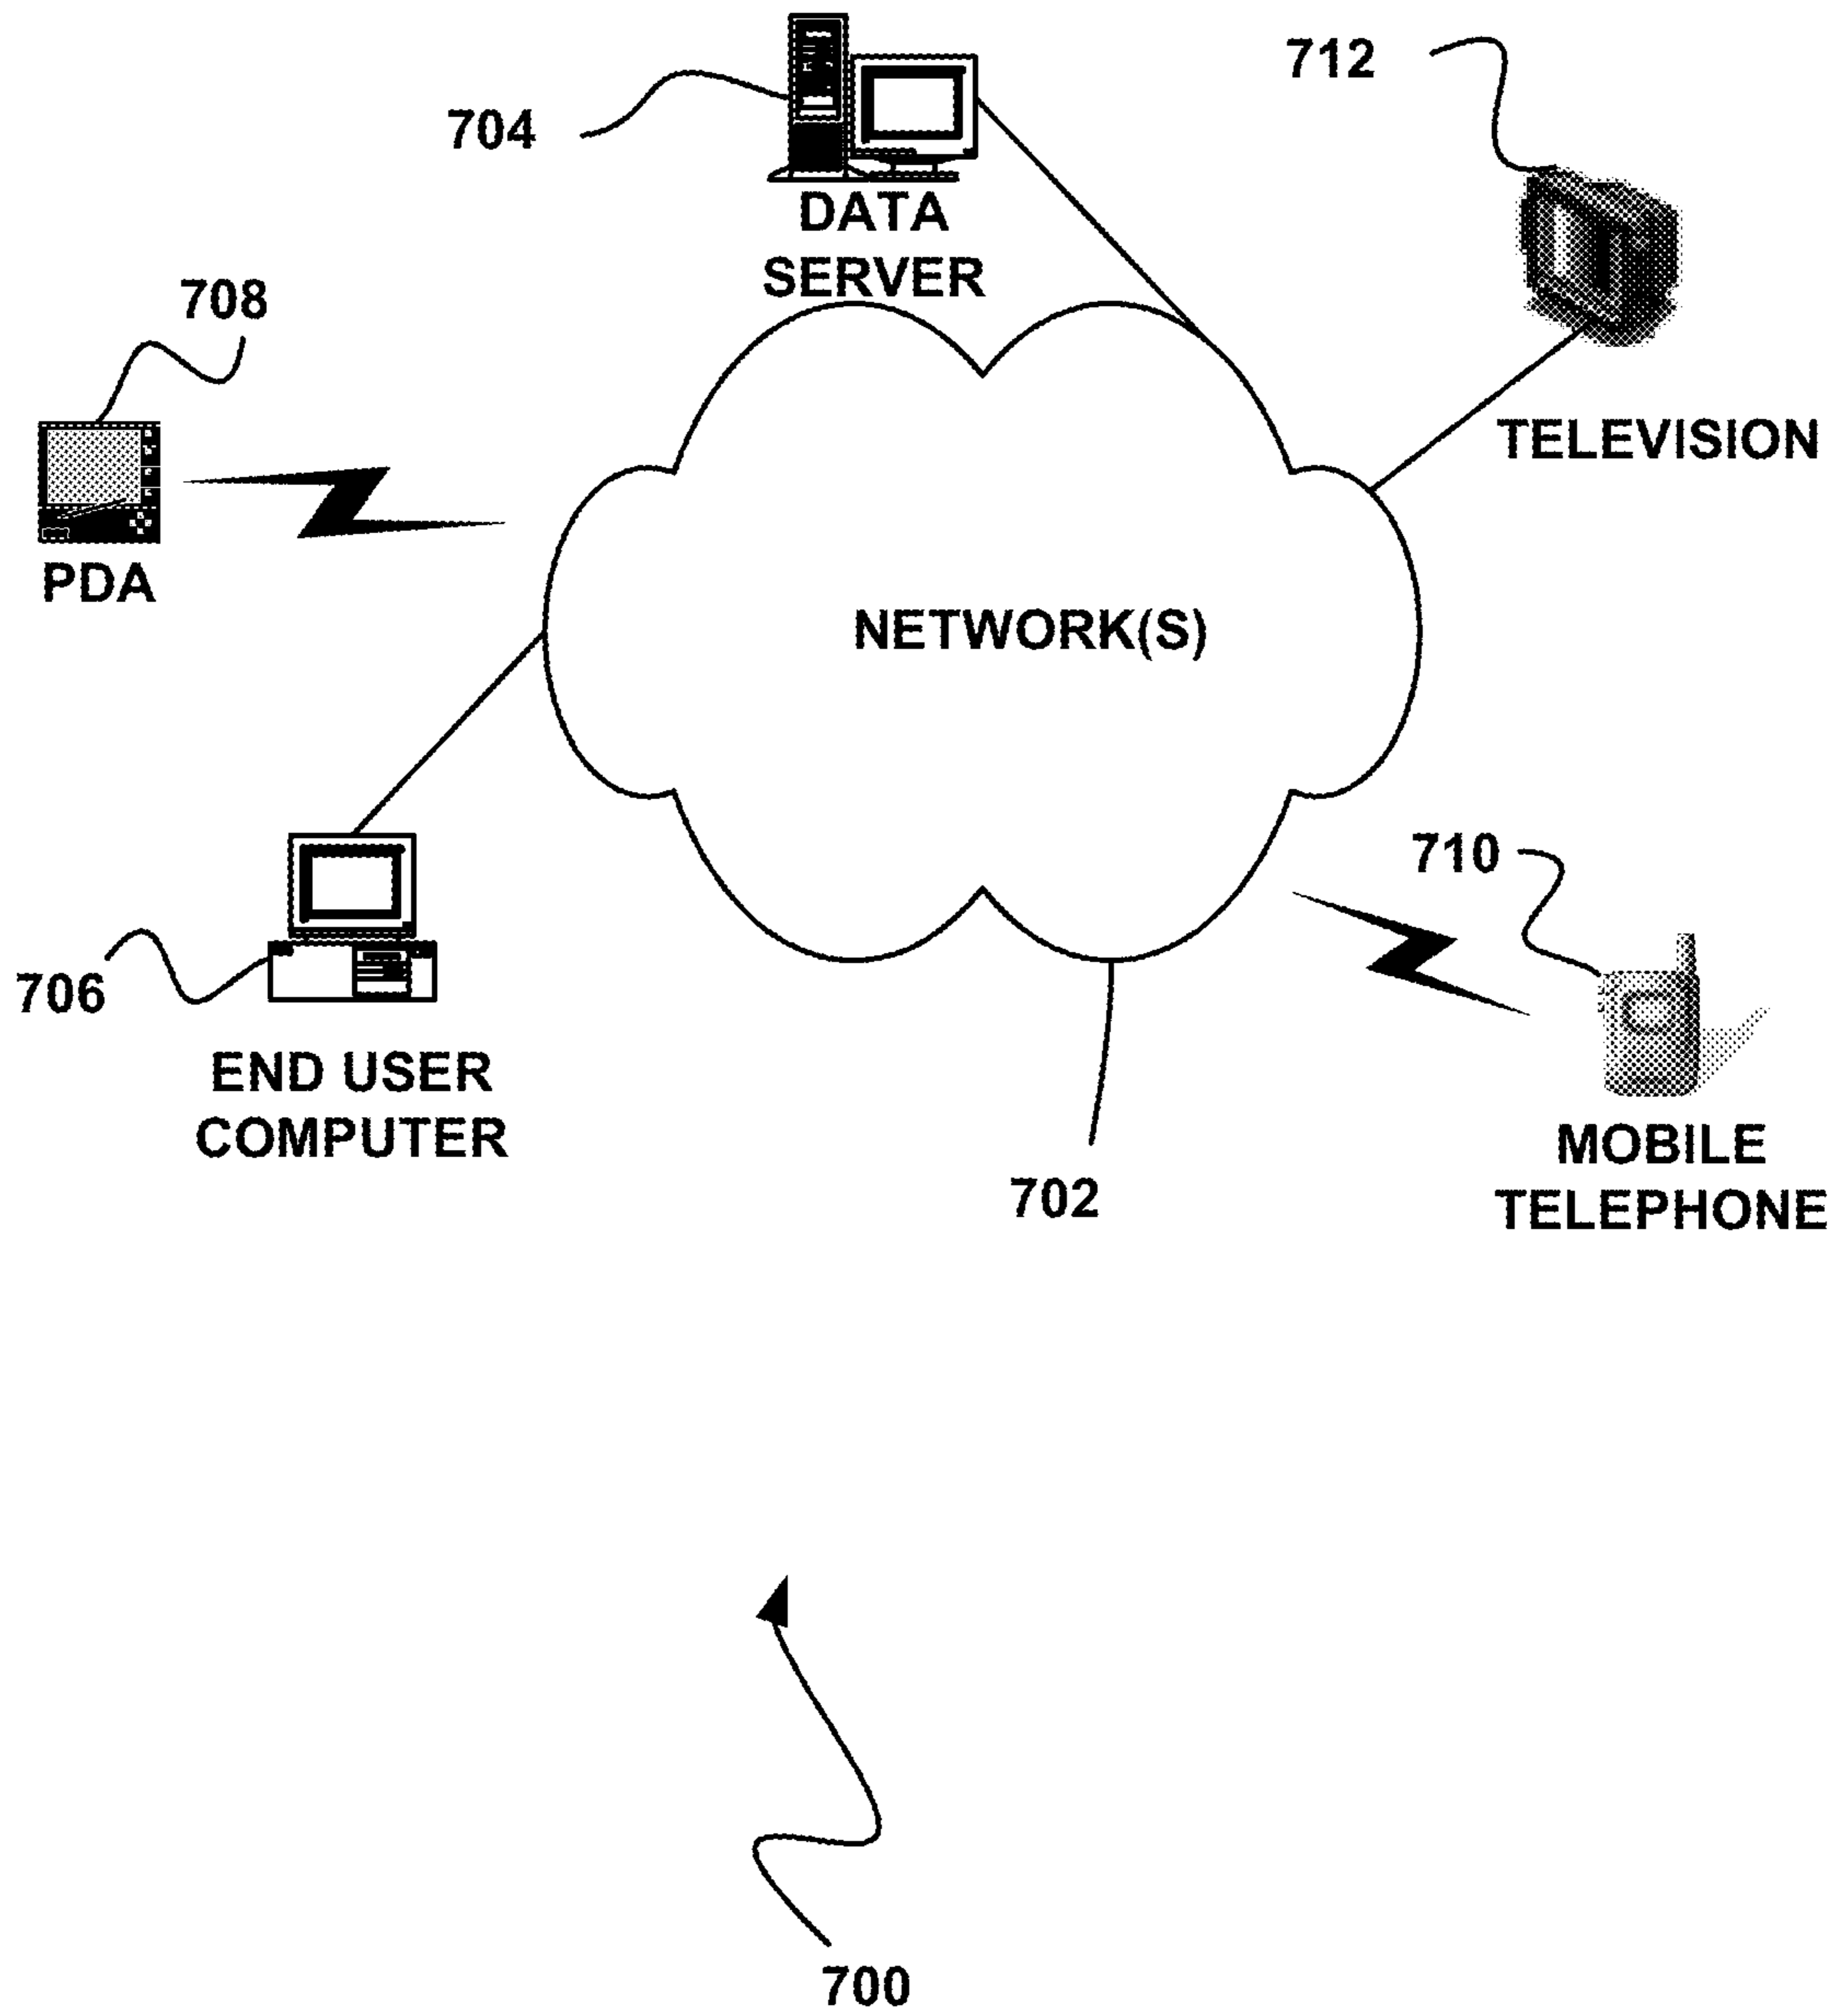 712
704
DATA
SERVER
708
TELEVISION
PDA
NETWORK(S)
710
706
END USER
COMPUTER
MOBILE
TELEPHONE
702
700